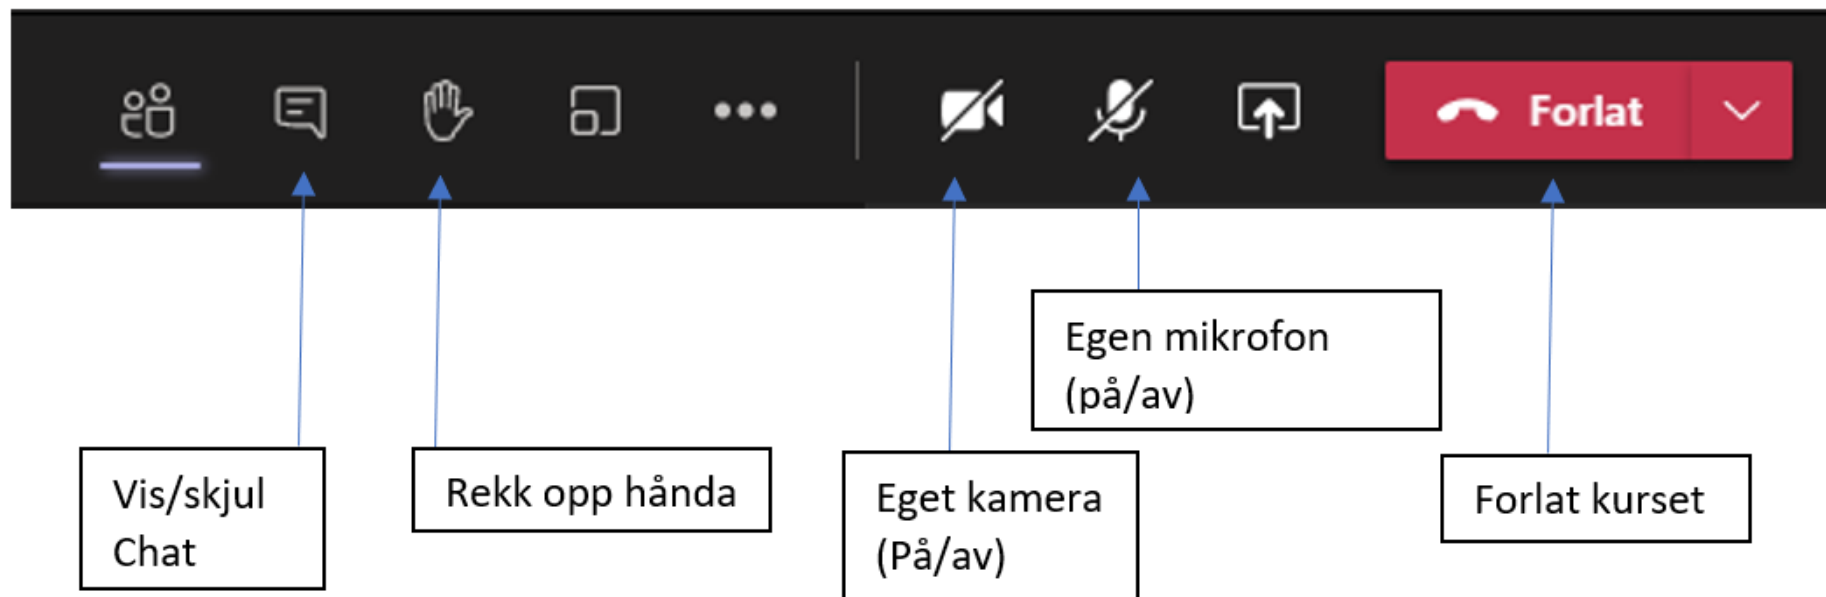 Forlat
Egen mikrofon
(på/av)
Vis/skjul
Chat
Rekk opp hånda
Eget kamera
(På/av)
Forlat kurset